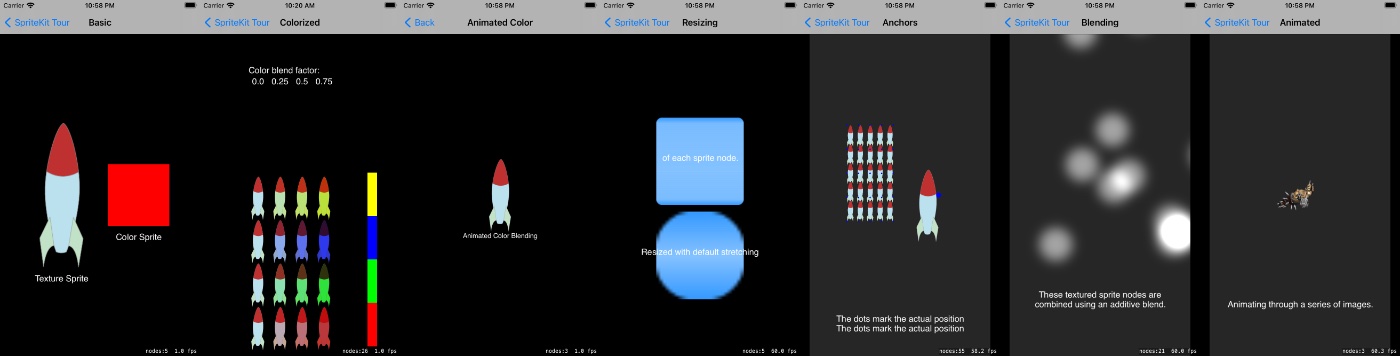 Carrier 10:58 PM
SpriteKit Tour Basic
Texture Sprite
Color Sprite
nodes:5 1.0 fps
Carrier 10:20 AM
SpriteKit Tour Colorized
Color blend factor:
0.0 0.25 0.5 0.75
nodes:26 1.0 fps
Carrier 10:58 PM
Back Animated Color
Animated Color Blending
nodes:3 1.0 fps
Carrier 10:58 PM
SpriteKit Tour Resizing
of each sprite node.
Resized with default stretching
nodes:5 60.0 fps
Carrier 10:58 PM
SpriteKit Tour Anchors
The dots mark the actual position
The dots mark the actual position
nodes:55 58.2 fps
Carrier 10:58 PM
SpriteKit Tour Blending
These textured sprite nodes are
combined using an additive blend.
nodes:21 60.0 fps
Carrier 10:58 PM
SpriteKit Tour Animated
Animating through a series of images.
nodes:3 60.3 fps